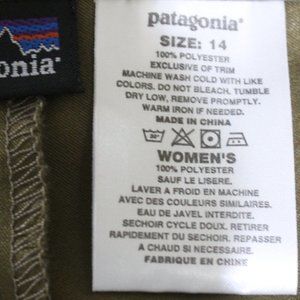 onia®
patagonia®
SIZE: 14
100% POLYESTER
EXCLUSIVE OF TRIM
MACHINE WASH COLD WITH LIKE
COLORS. DO NOT BLEACH. TUMBLE
DRY LOW, REMOVE PROMPTLY.
WARM IRON IF NEEDED.
MADE IN CHINA
30°
WOMEN'S
100% POLYESTER
SAUF LE LISERE.
LAVER A FROID EN MACHINE
AVEC DES COULEURS SIMILAIRES.
EAU DE JAVEL INTERDITE.
SECHOIR CYCLE DOUX. RETIRER
RAPIDEMENT DU SECHOIR. REPASSER
A CHAUD SI NECESSAIRE.
FABRIQUE EN CHINE